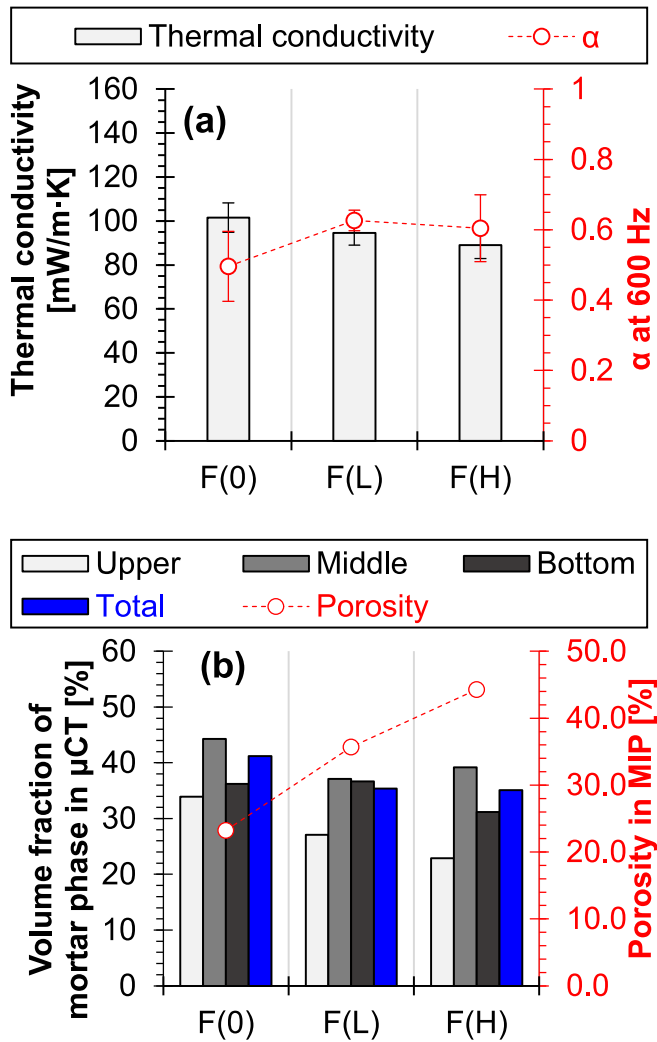 Thermal conductivity α
(a)
Thermal conductivity
[mW/m·K]
160
140
120
100
80
60
40
20
0
1
0.8
0.6
0.4
0.2
0
α at 600 Hz
F(0) F(L) F(H)
Upper Middle Bottom
Total Porosity
(b)
Volume fraction of
mortar phase in µCT [%]
60
50
40
30
20
10
0
50.0
40.0
30.0
20.0
10.0
0.0
Porosity in MIP [%]
F(0) F(L) F(H)